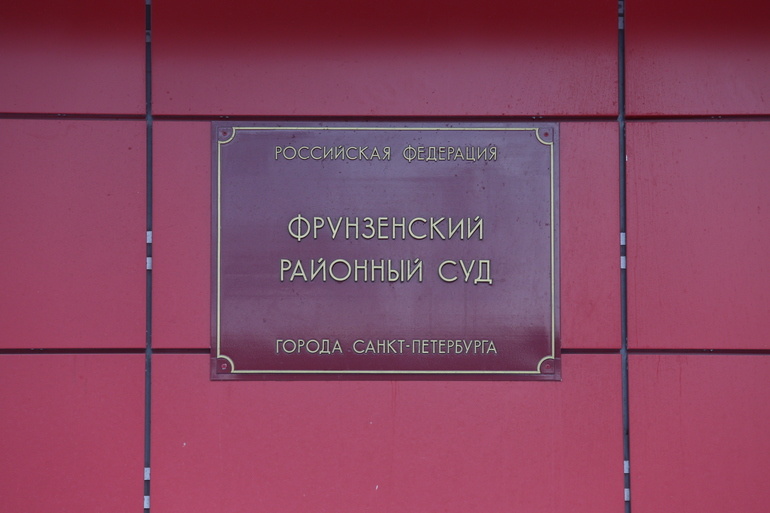 РОССИЙСКАЯ ФЕДЕРАЦИЯ
ФРУНЗЕНСКИЙ
РАЙОННЫЙ СУД
ГОРОДА САНКТ-ПЕТЕРБУРГА